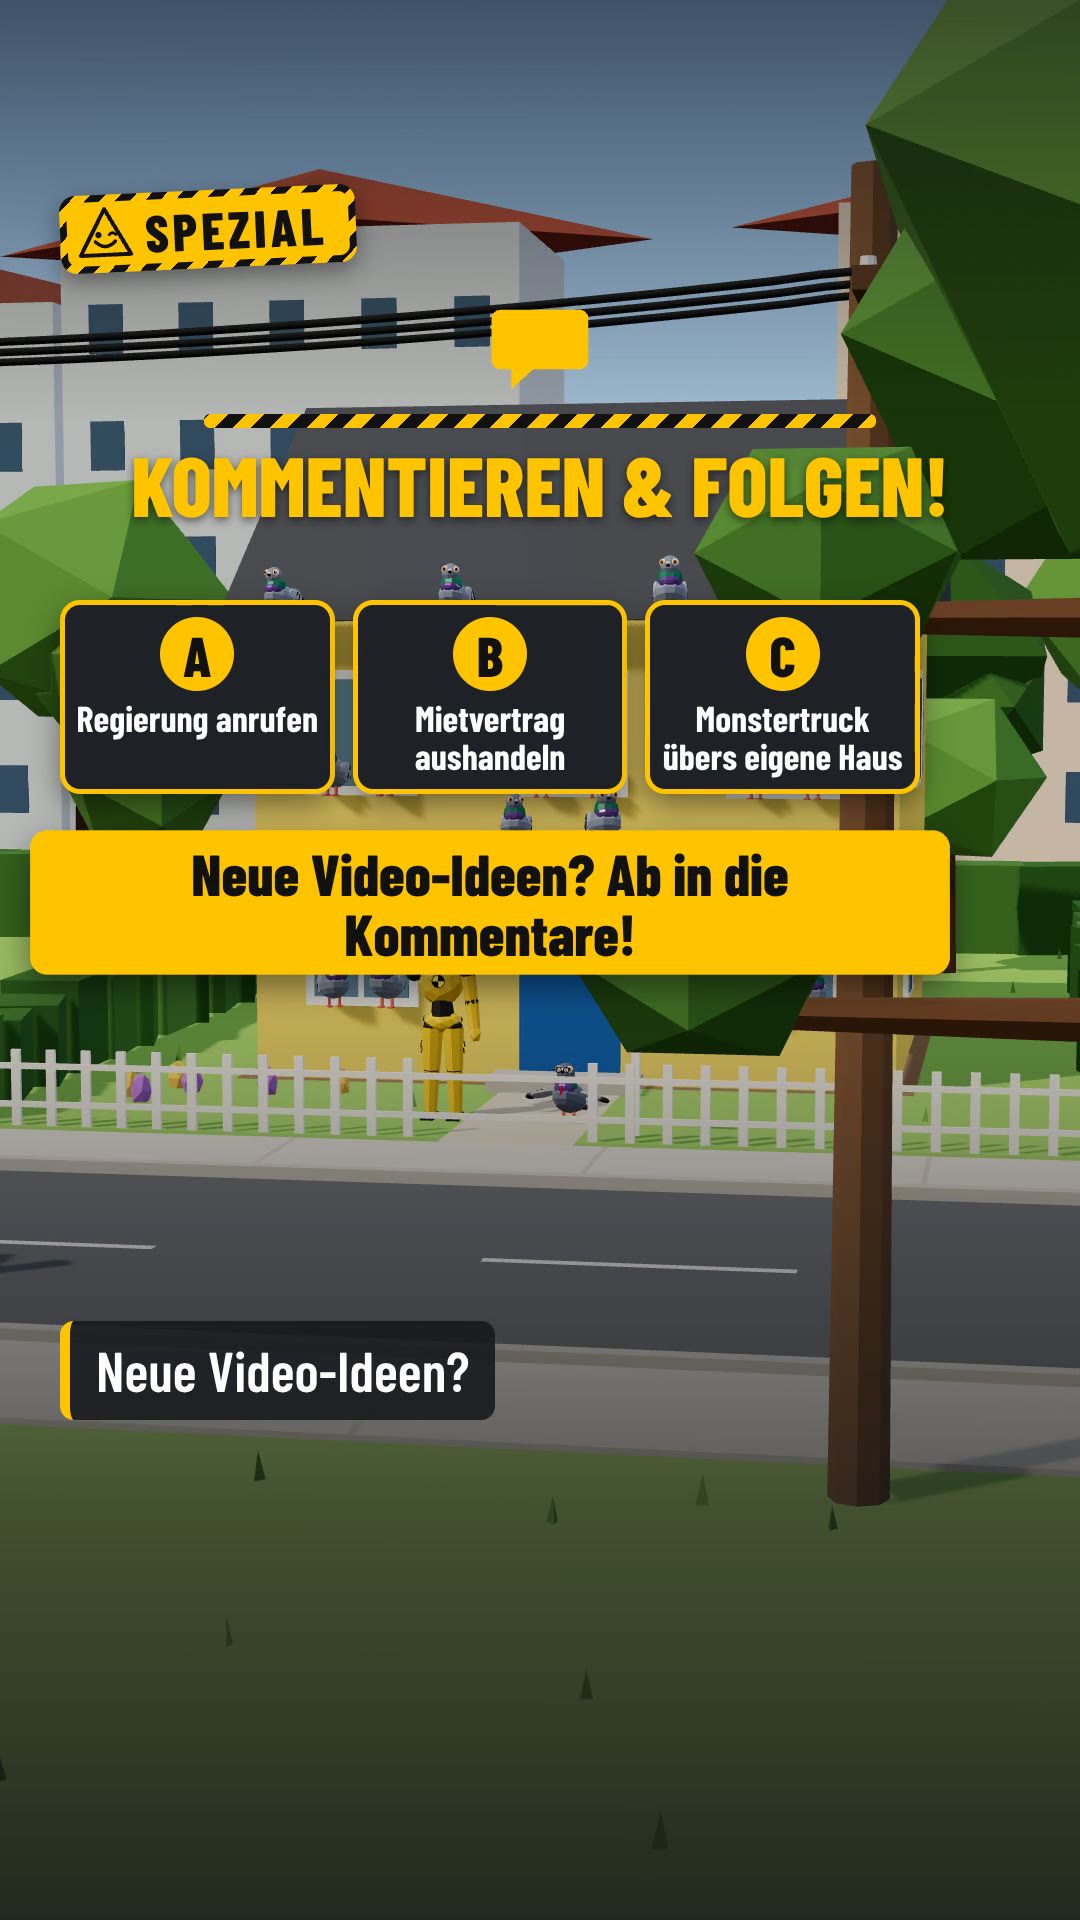 SPEZIAL
KOMMENTIEREN & FOLGEN!
A
Regierung anrufen
B
Mietvertrag
aushandeln
C
Monstertruck
übers eigene Haus
Neue Video-Ideen? Ab in die
Kommentare!
Neue Video-Ideen?